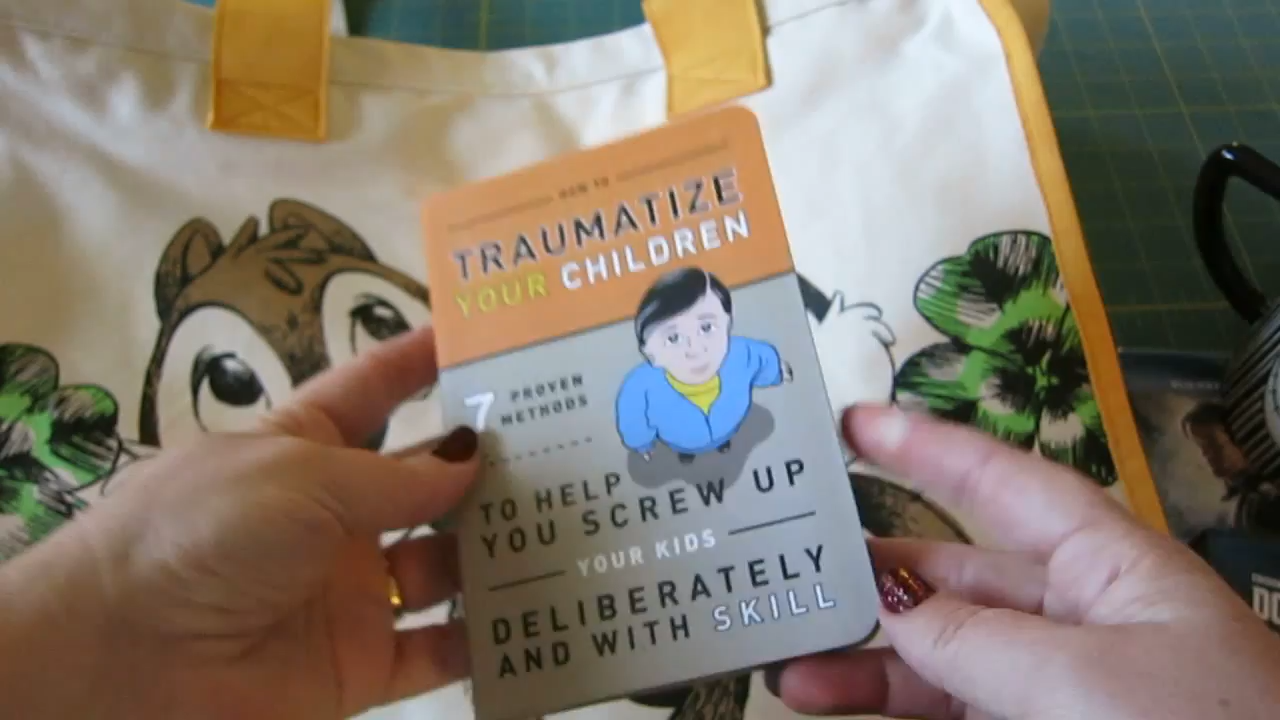 HOW TO
TRAUMATIZE
YOUR CHILDREN
7 PROVEN
METHODS
TO HELP
YOU SCREW UP
YOUR KIDS
DELIBERATELY
AND WITH SKILL